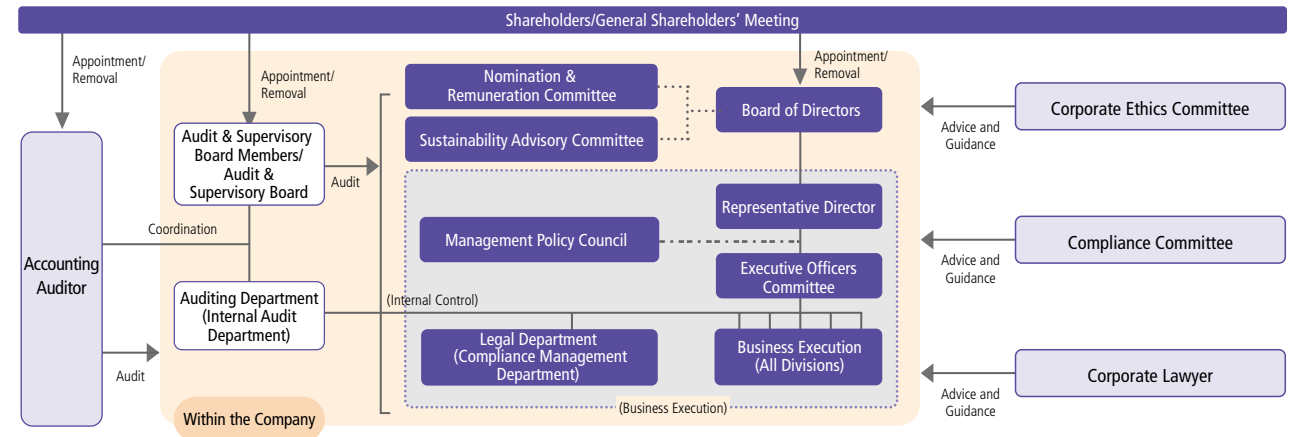 Shareholders/General Shareholders' Meeting
Appointment/
Removal
Appointment/
Removal
Appointment/
Removal
Nomination &
Remuneration Committee
Board of Directors
Corporate Ethics Committee
Advice and
Guidance
Audit & Supervisory
Board Members/
Audit &
Supervisory Board
Audit
Sustainability Advisory Committee
Representative Director
Coordination
Management Policy Council
Compliance Committee
Advice and
Guidance
Accounting
Auditor
Executive Officers
Committee
Auditing Department
(Internal Audit
Department)
(Internal Control)
Legal Department
(Compliance Management
Department)
Business Execution
(All Divisions)
Audit
Corporate Lawyer
Advice and
Guidance
(Business Execution)
Within the Company